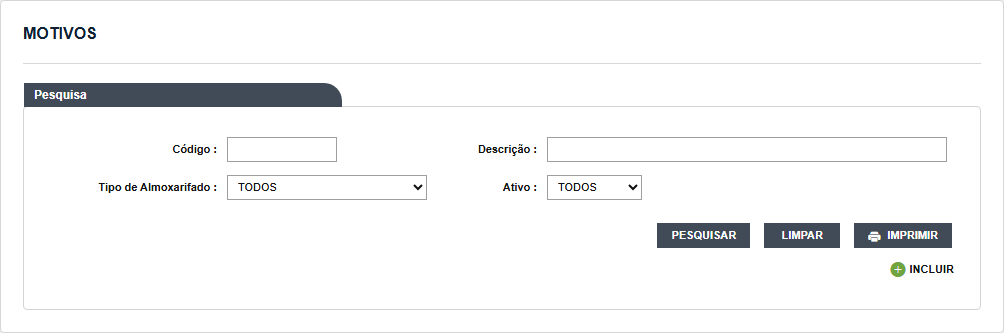 MOTIVOS
Pesquisa
Código :
Descrição :
Tipo de Almoxarifado : TODOS
Ativo : TODOS
PESQUISAR LIMPAR IMPRIMIR
INCLUIR